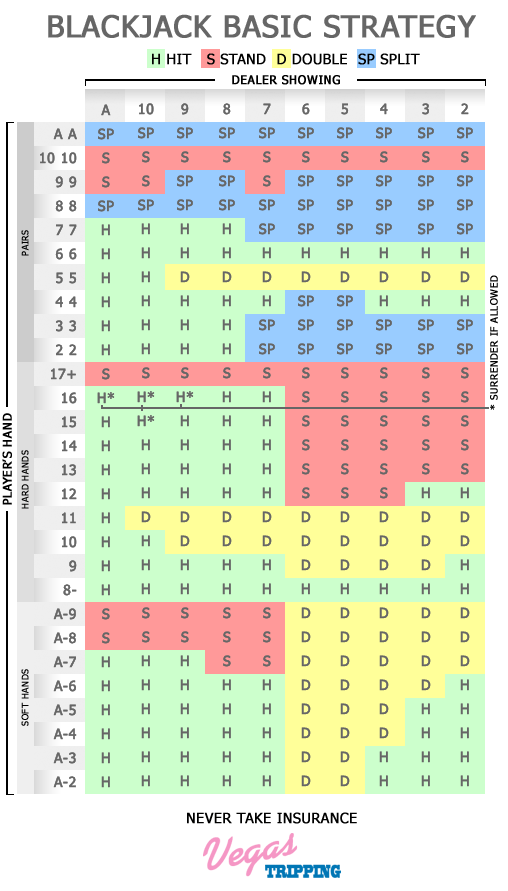 BLACKJACK BASIC STRATEGY
H HIT S STAND D DOUBLE SP SPLIT
DEALER SHOWING
A 10 9 8 7 6 5 4 3 2
PLAYER'S HAND
PAIRS
A A SP SP SP SP SP SP SP SP SP SP
10 10 S S S S S S S S S S
9 9 S S SP SP S SP SP SP SP SP
8 8 SP SP SP SP SP SP SP SP SP SP
7 7 H H H H SP SP SP SP SP SP
6 6 H H H H H H H H H H
5 5 H H D D D D D D D D
4 4 H H H H H SP SP H H H
3 3 H H H H SP SP SP SP SP SP
2 2 H H H H SP SP SP SP SP SP
HARD HANDS
17+ S S S S S S S S S S
16 H* H* H* H H S S S S S
* SURRENDER IF ALLOWED
15 H H* H H H S S S S S
14 H H H H H S S S S S
13 H H H H H S S S S S
12 H H H H H S S S H H
11 H D D D D D D D D D
10 H H D D D D D D D D
9 H H H H H D D D D H
8- H H H H H H H H H H
SOFT HANDS
A-9 S S S S S D D D D D
A-8 S S S S S D D D D D
A-7 H H H S S D D D D D
A-6 H H H H H D D D D H
A-5 H H H H H D D D H H
A-4 H H H H H D D D H H
A-3 H H H H H D D H H H
A-2 H H H H H D D H H H
NEVER TAKE INSURANCE
Vegas
TRIPPING